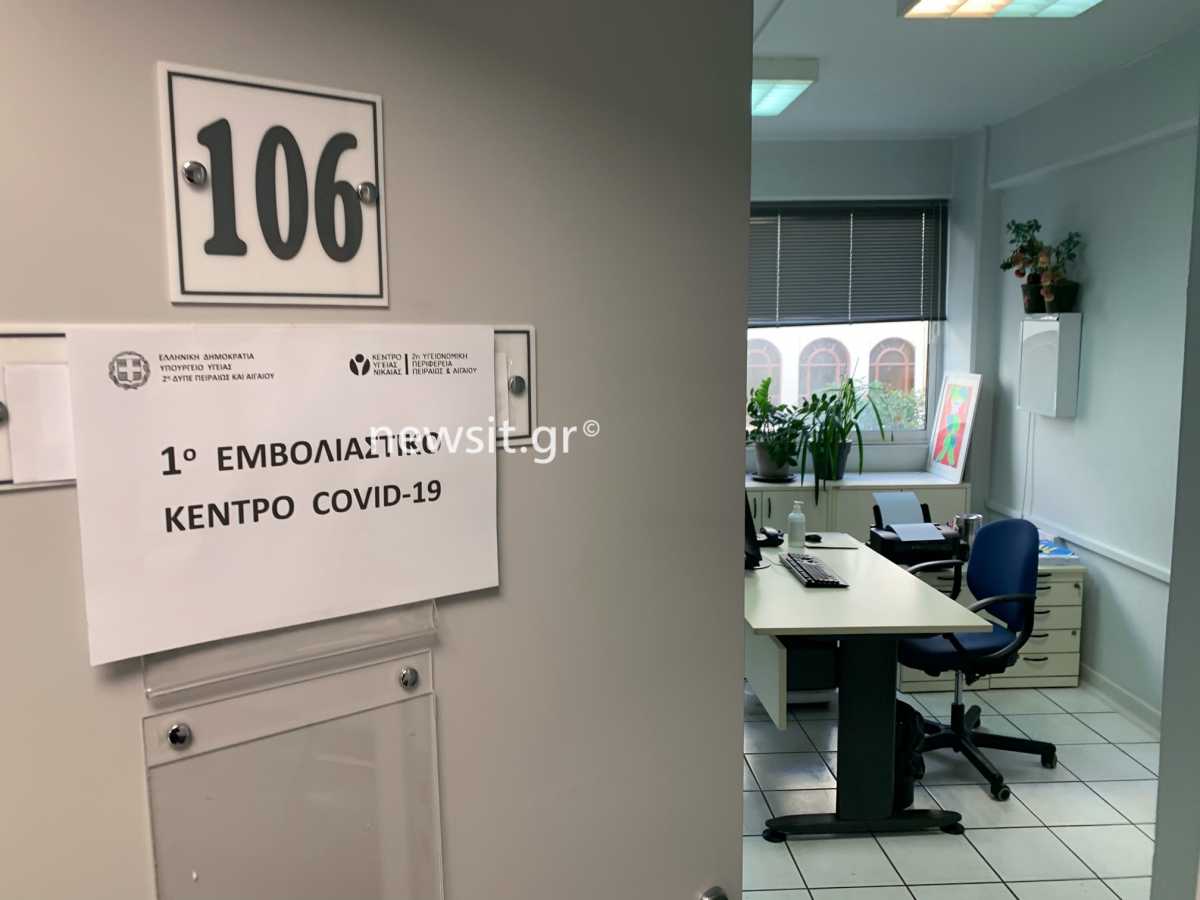 106
ΕΛΛΗΝΙΚΗ ΔΗΜΟΚΡΑΤΙΑ
ΥΠΟΥΡΓΕΙΟ ΥΓΕΙΑΣ
2η ΔΥΠΕ ΠΕΙΡΑΙΩΣ ΚΑΙ ΑΙΓΑΙΟΥ
ΚΕΝΤΡΟ
ΥΓΕΙΑΣ
ΝΙΚΑΙΑΣ
2η ΥΓΕΙΟΝΟΜΙΚΗ
ΠΕΡΙΦΕΡΕΙΑ
ΠΕΙΡΑΙΩΣ & ΑΙΓΑΙΟΥ
1ο ΕΜΒΟΛΙΑΣΤΙΚΟ
ΚΕΝΤΡΟ COVID-19
newsit.gr©